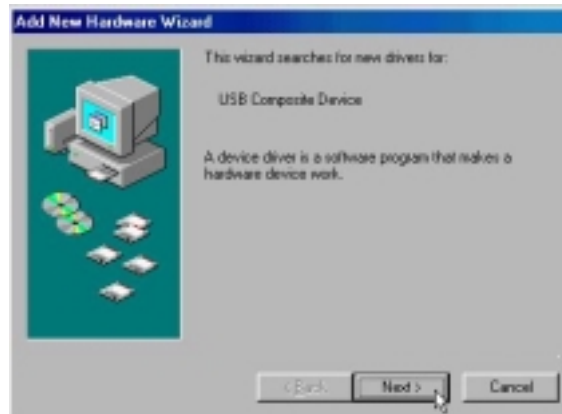 Add New Hardware Wizard
This wizard searches for new drivers for:
USB Composite Device
A device driver is a software program that makes a
hardware device work.
< Back
Next >
Cancel